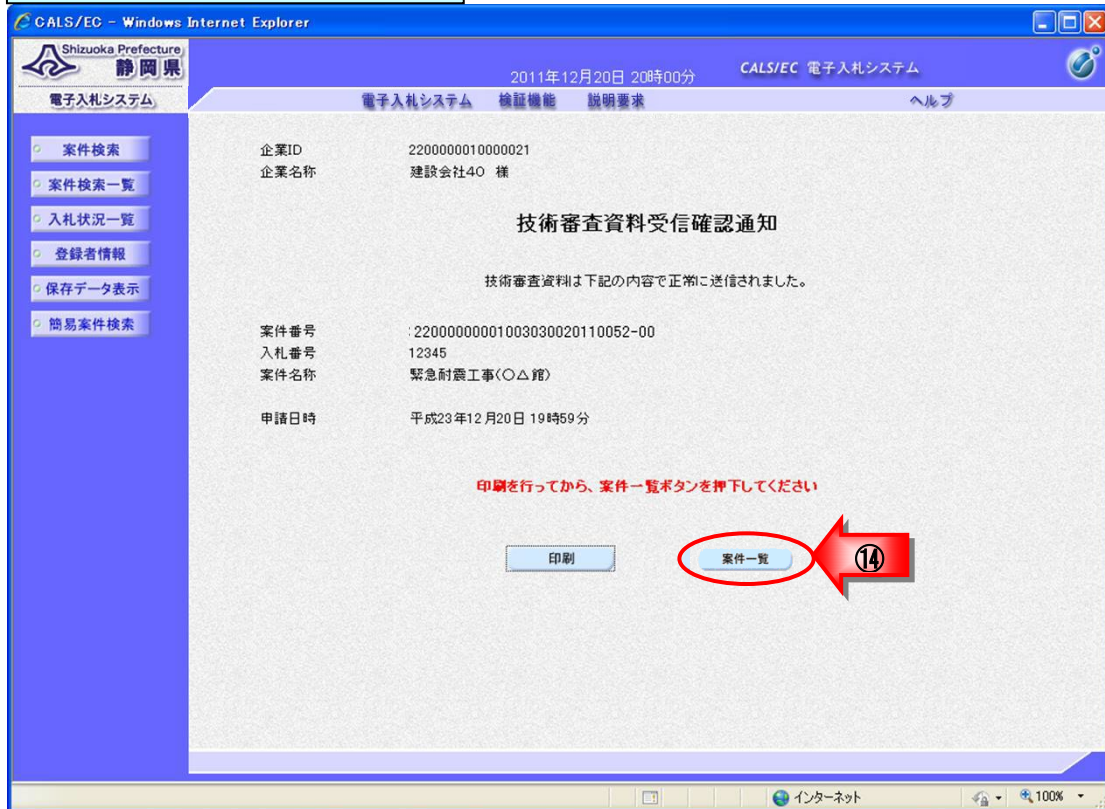 CALS/EC - Windows Internet Explorer
Shizuoka Prefecture
静岡県
2011年12月20日 20時00分
CALS/EC 電子入札システム
電子入札システム
電子入札システム 検証機能 説明要求 ヘルプ
案件検索
案件検索一覧
入札状況一覧
登録者情報
保存データ表示
簡易案件検索
企業ID 2200000010000021
企業名称 建設会社40 様
技術審査資料受信確認通知
技術審査資料は下記の内容で正常に送信されました。
案件番号 :22000000001003030020110052-00
入札番号 12345
案件名称 緊急耐震工事(○△館)
申請日時 平成23年12月20日 19時59分
印刷を行ってから、案件一覧ボタンを押下してください
印刷 案件一覧 ⑭
インターネット 100%